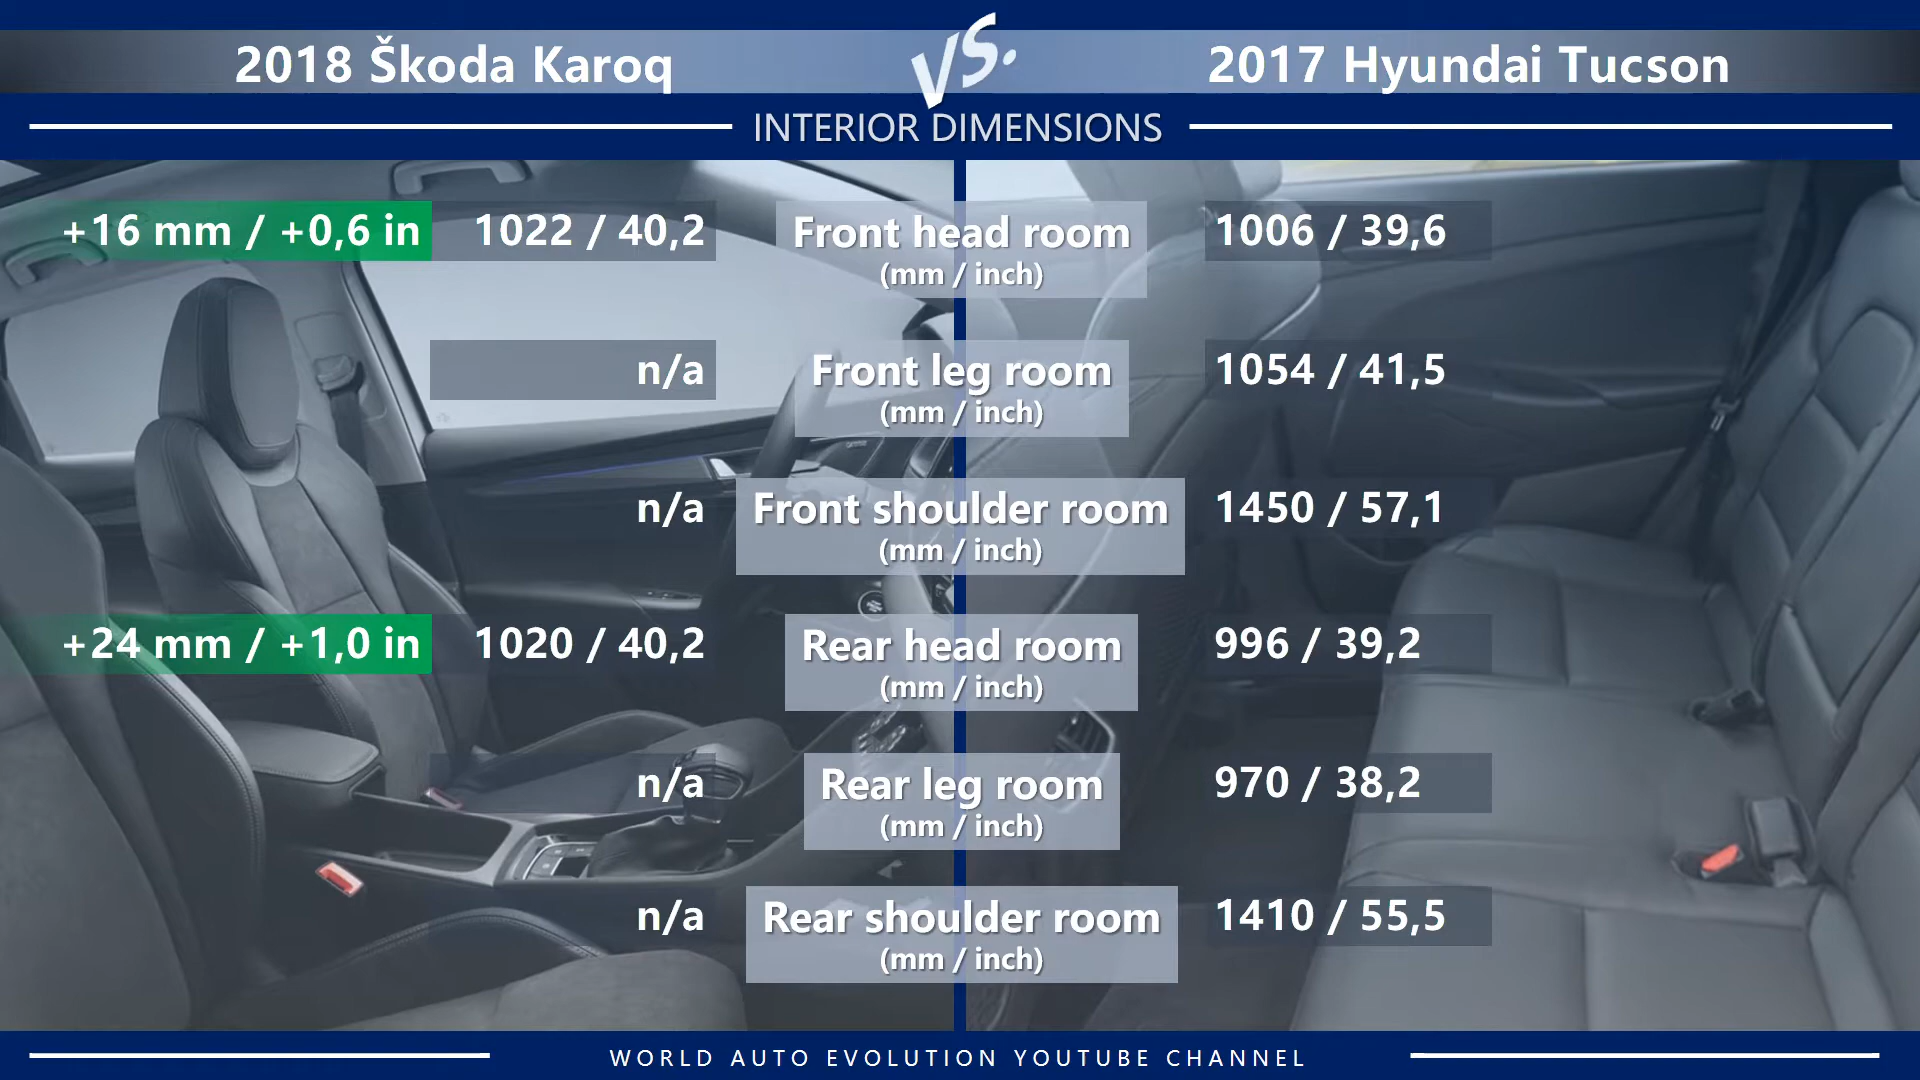 2018 Škoda Karoq VS. 2017 Hyundai Tucson
INTERIOR DIMENSIONS
+16 mm / +0,6 in 1022 / 40,2 Front head room 1006 / 39,6
(mm / inch)
n/a Front leg room 1054 / 41,5
(mm / inch)
n/a Front shoulder room 1450 / 57,1
(mm / inch)
+24 mm / +1,0 in 1020 / 40,2 Rear head room 996 / 39,2
(mm / inch)
n/a Rear leg room 970 / 38,2
(mm / inch)
n/a Rear shoulder room 1410 / 55,5
(mm / inch)
WORLD AUTO EVOLUTION YOUTUBE CHANNEL